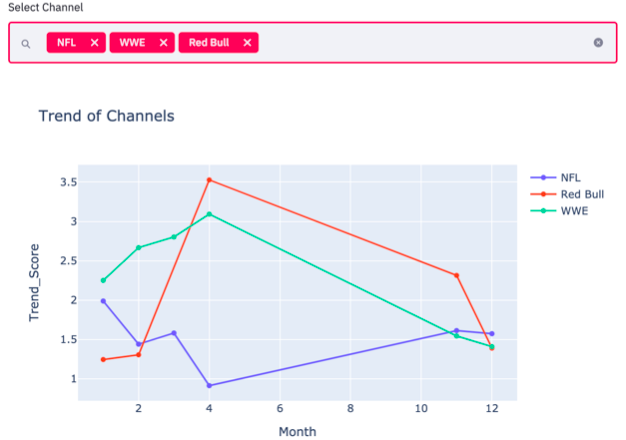 Select Channel
NFL WWE Red Bull
Trend of Channels
3.5
3
2.5
2
1.5
1
Trend_Score
2 4 6 8 10 12
Month
NFL
Red Bull
WWE